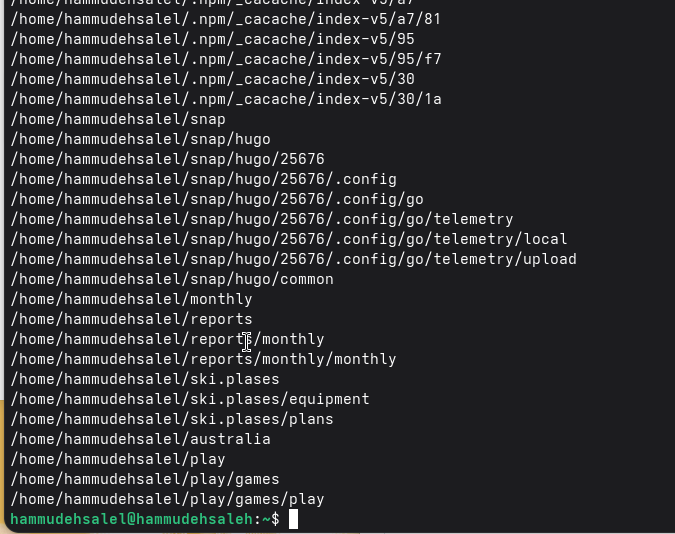 /home/hammudehsalel/.npm/_cacache/index-v5/a7
/home/hammudehsalel/.npm/_cacache/index-v5/a7/81
/home/hammudehsalel/.npm/_cacache/index-v5/95
/home/hammudehsalel/.npm/_cacache/index-v5/95/f7
/home/hammudehsalel/.npm/_cacache/index-v5/30
/home/hammudehsalel/.npm/_cacache/index-v5/30/1a
/home/hammudehsalel/snap
/home/hammudehsalel/snap/hugo
/home/hammudehsalel/snap/hugo/25676
/home/hammudehsalel/snap/hugo/25676/.config
/home/hammudehsalel/snap/hugo/25676/.config/go
/home/hammudehsalel/snap/hugo/25676/.config/go/telemetry
/home/hammudehsalel/snap/hugo/25676/.config/go/telemetry/local
/home/hammudehsalel/snap/hugo/25676/.config/go/telemetry/upload
/home/hammudehsalel/snap/hugo/common
/home/hammudehsalel/monthly
/home/hammudehsalel/reports
/home/hammudehsalel/reports/monthly
/home/hammudehsalel/reports/monthly/monthly
/home/hammudehsalel/ski.plases
/home/hammudehsalel/ski.plases/equipment
/home/hammudehsalel/ski.plases/plans
/home/hammudehsalel/australia
/home/hammudehsalel/play
/home/hammudehsalel/play/games
/home/hammudehsalel/play/games/play
hammudehsalel@hammudehsaleh:~$